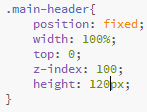 .main-header{
position: fixed;
width: 100%;
top: 0;
z-index: 100;
height: 120px;
}